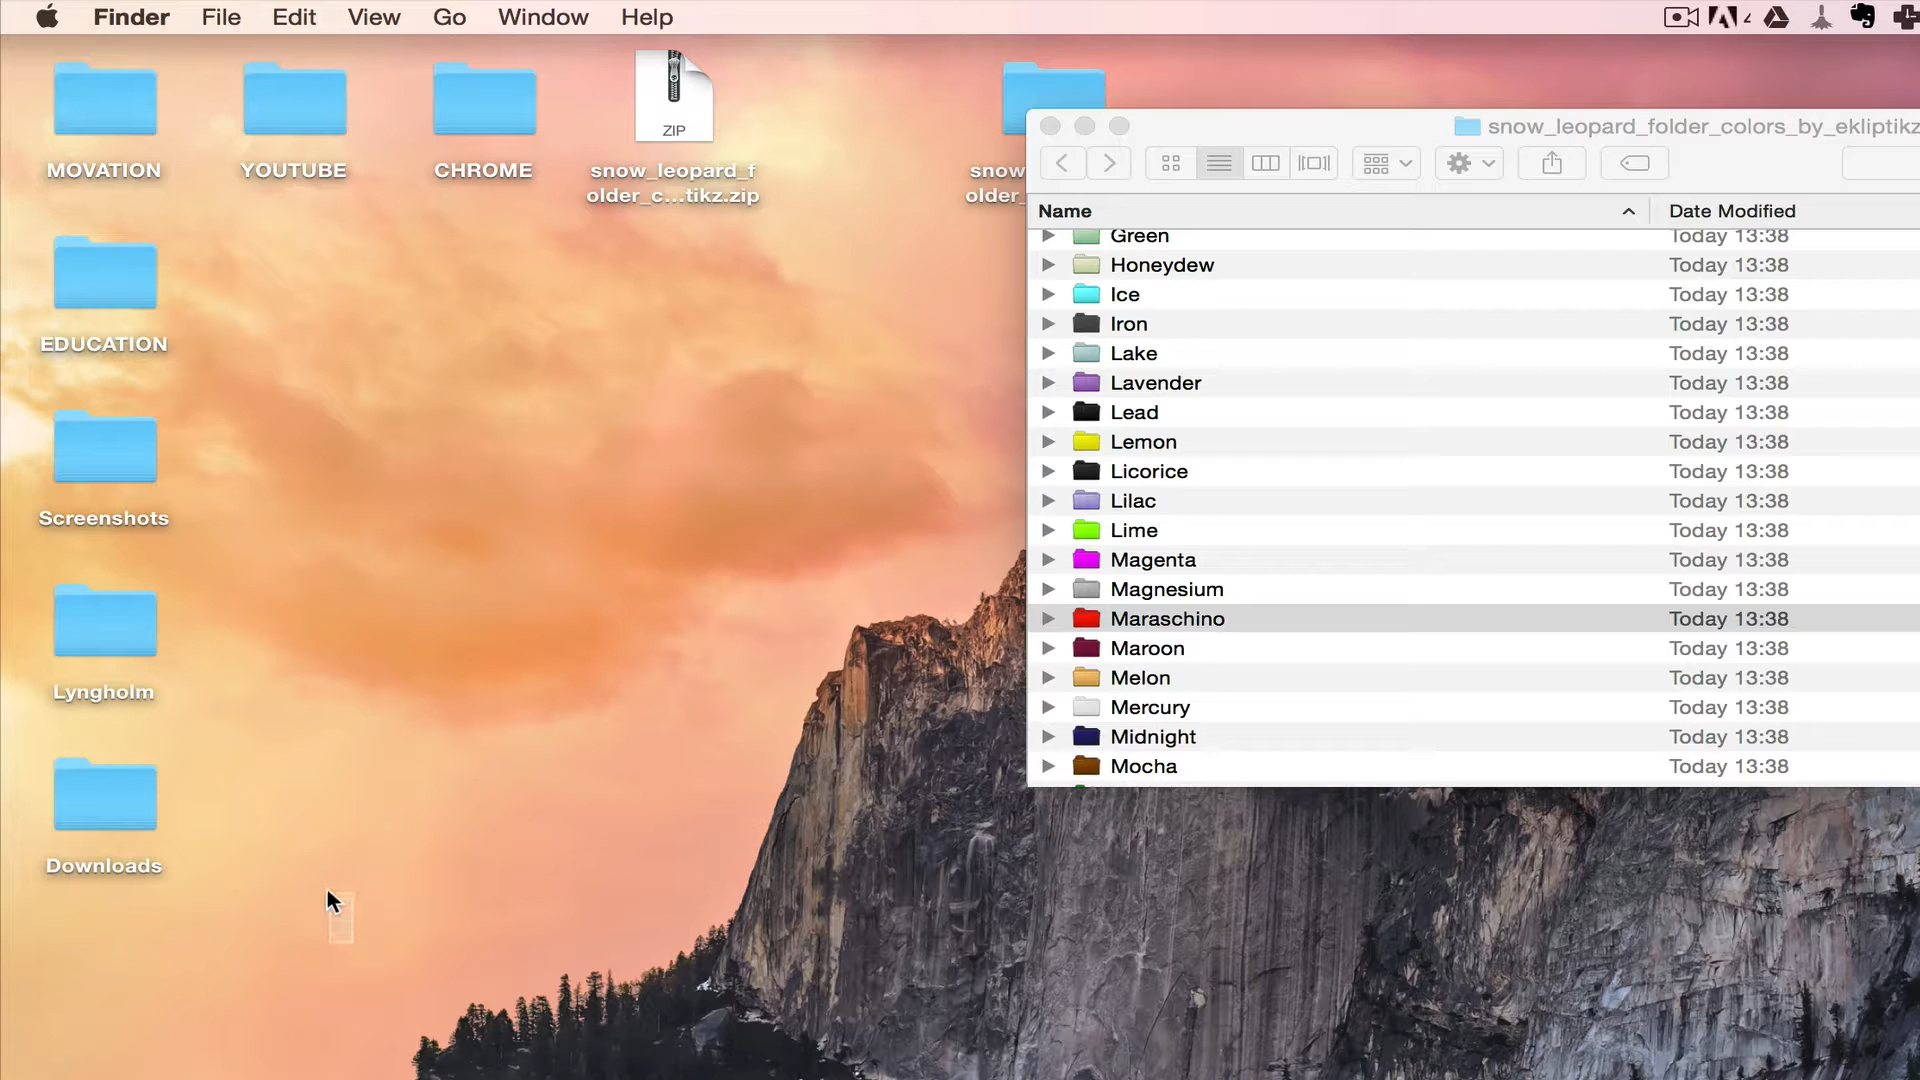 Finder File Edit View Go Window Help
4
MOVATION
YOUTUBE
CHROME
ZIP
snow_leopard_f
older_c...tikz.zip
snow
older_
EDUCATION
Screenshots
Lyngholm
Downloads
snow_leopard_folder_colors_by_ekliptikz
Name Date Modified
Green Today 13:38
Honeydew Today 13:38
Ice Today 13:38
Iron Today 13:38
Lake Today 13:38
Lavender Today 13:38
Lead Today 13:38
Lemon Today 13:38
Licorice Today 13:38
Lilac Today 13:38
Lime Today 13:38
Magenta Today 13:38
Magnesium Today 13:38
Maraschino Today 13:38
Maroon Today 13:38
Melon Today 13:38
Mercury Today 13:38
Midnight Today 13:38
Mocha Today 13:38